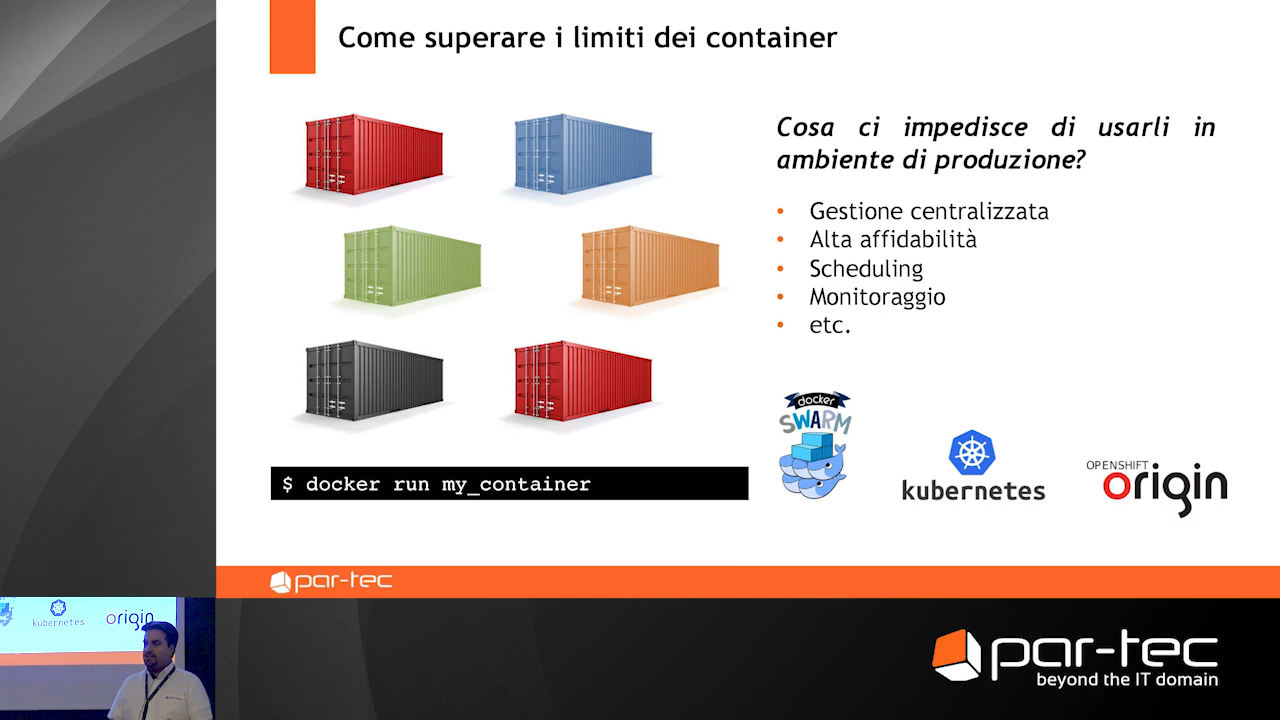 Come superare i limiti dei container
Cosa ci impedisce di usarli in
ambiente di produzione?
• Gestione centralizzata
• Alta affidabilità
• Scheduling
• Monitoraggio
• etc.
docker
SWARM
kubernetes
OPENSHIFT
origin
$ docker run my_container
par-tec
kubernetes
origin
par-tec
par-tec
beyond the IT domain